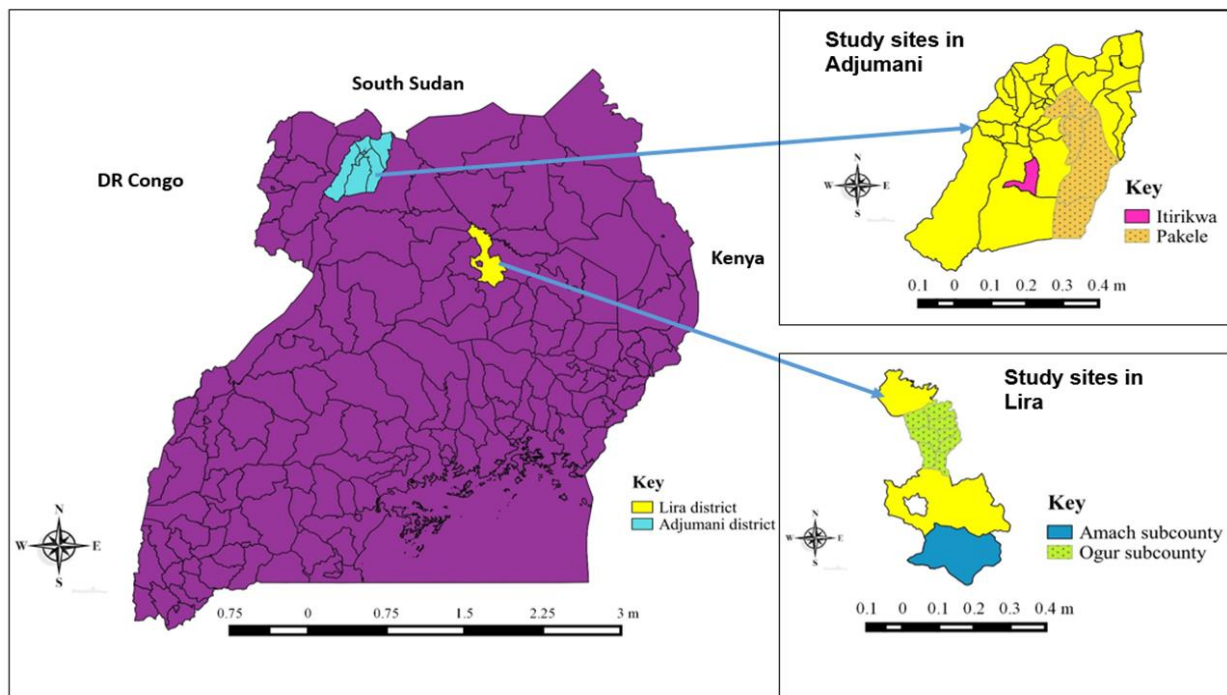 South Sudan
DR Congo
Kenya
Key
Lira district
Adjumani district
N
W E
S
0.75 0 0.75 1.5 2.25 3 m
Study sites in
Adjumani
N
W E
S
Key
Itirikwa
Pakele
0.1 0 0.1 0.2 0.3 0.4 m
Study sites in
Lira
N
W E
S
Key
Amach subcounty
Ogur subcounty
0.1 0 0.1 0.2 0.3 0.4 m